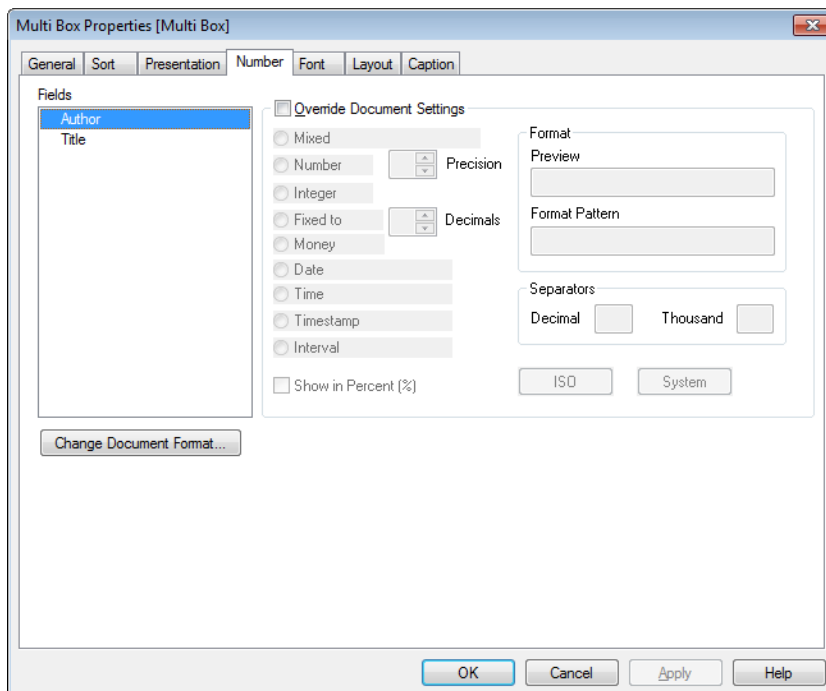 Multi Box Properties [Multi Box]
General Sort Presentation Number Font Layout Caption
Fields
Author
Title
Override Document Settings
Mixed
Number Precision
Integer
Fixed to Decimals
Money
Date
Time
Timestamp
Interval
Show in Percent (%)
Format
Preview
Format Pattern
Separators
Decimal Thousand
ISO System
Change Document Format...
OK Cancel Apply Help